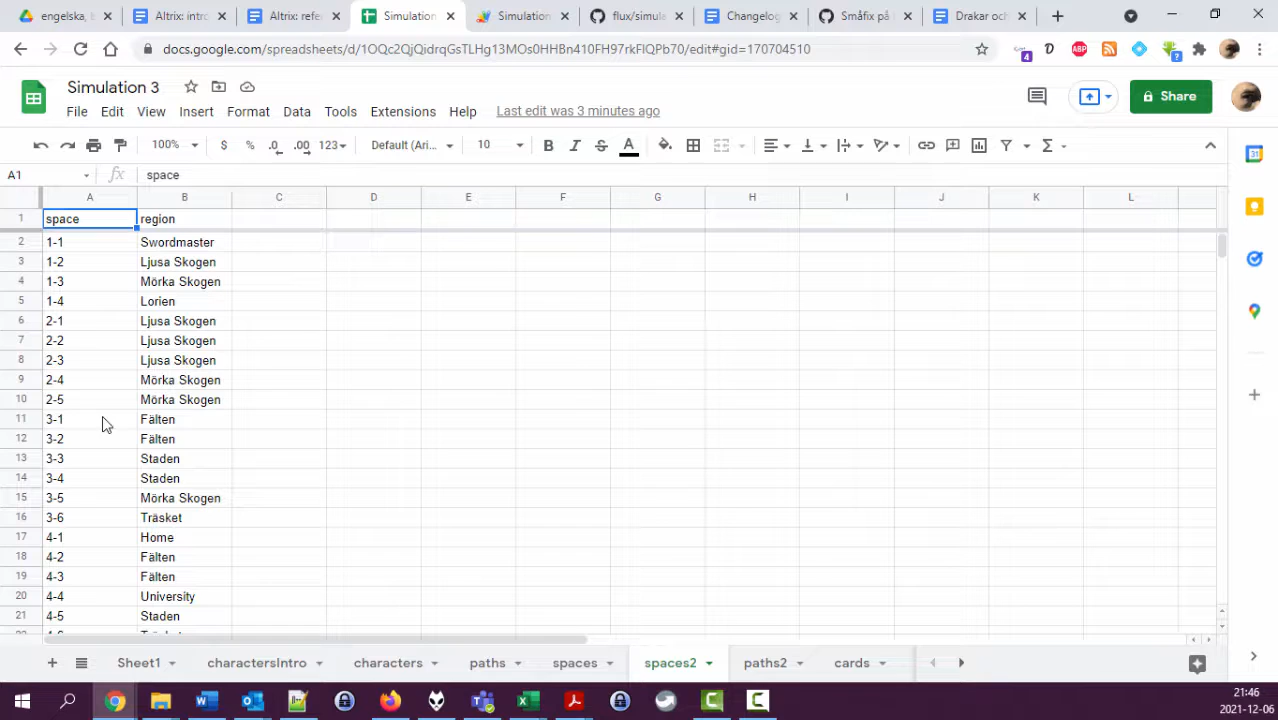 engelska,
Altrix: intro
Altrix: refe
Simulation
Simulation
flux/simule
Changelog
Småfix på
Drakar och
docs.google.com/spreadsheets/d/1OQc2QjQidrqGsTLHg13MOs0HHBn410FH97rkFlQPb70/edit#gid=170704510
Simulation 3
File Edit View Insert Format Data Tools Extensions Help Last edit was 3 minutes ago
Share
100% $ % .0 .00 123 Default (Ari... 10 B I S A
A1 fx space
A B C D E F G H I J K L
1 space region
2 1-1 Swordmaster
3 1-2 Ljusa Skogen
4 1-3 Mörka Skogen
5 1-4 Lorien
6 2-1 Ljusa Skogen
7 2-2 Ljusa Skogen
8 2-3 Ljusa Skogen
9 2-4 Mörka Skogen
10 2-5 Mörka Skogen
11 3-1 Fälten
12 3-2 Fälten
13 3-3 Staden
14 3-4 Staden
15 3-5 Mörka Skogen
16 3-6 Träsket
17 4-1 Home
18 4-2 Fälten
19 4-3 Fälten
20 4-4 University
21 4-5 Staden
Sheet1 charactersIntro characters paths spaces spaces2 paths2 cards
21:46
2021-12-06